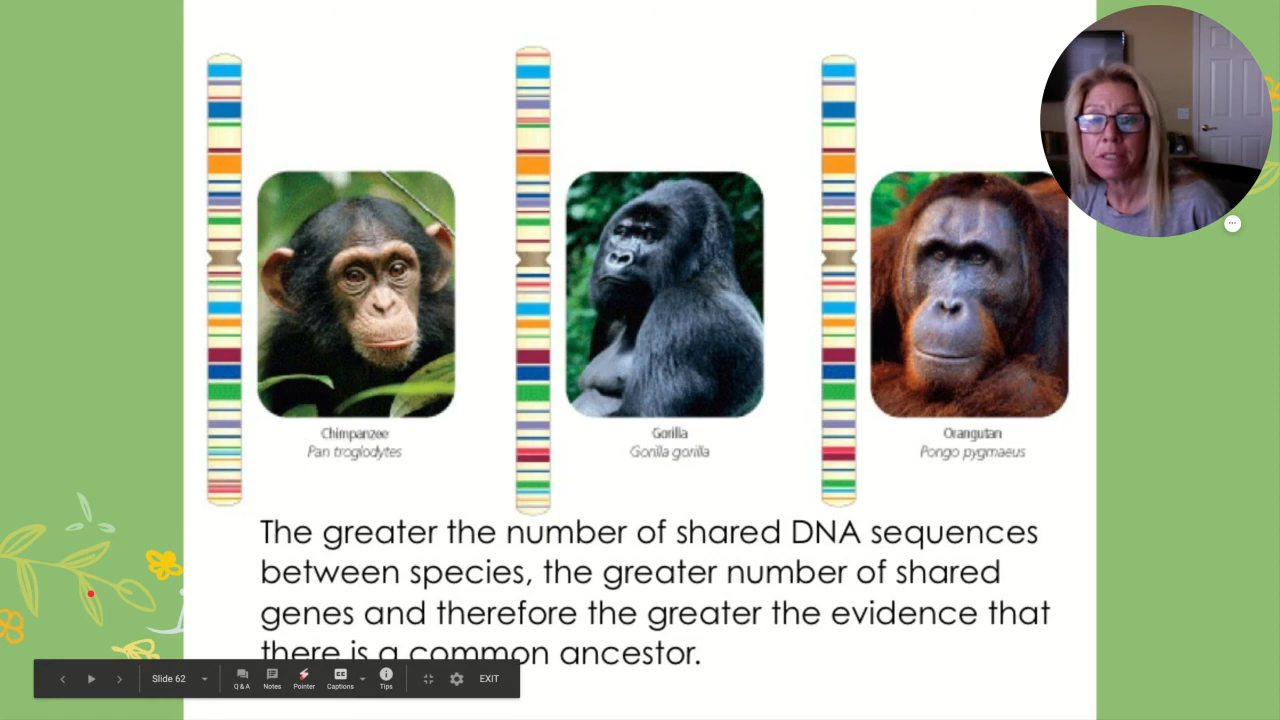 Chimpanzee
Pan troglodytes
Gorilla
Gorilla gorilla
Orangutan
Pongo pygmaeus
The greater the number of shared DNA sequences
between species, the greater number of shared
genes and therefore the greater the evidence that
there is a common ancestor.
Slide 62
Q & A
Notes
Pointer
CC
Captions
Tips
EXIT